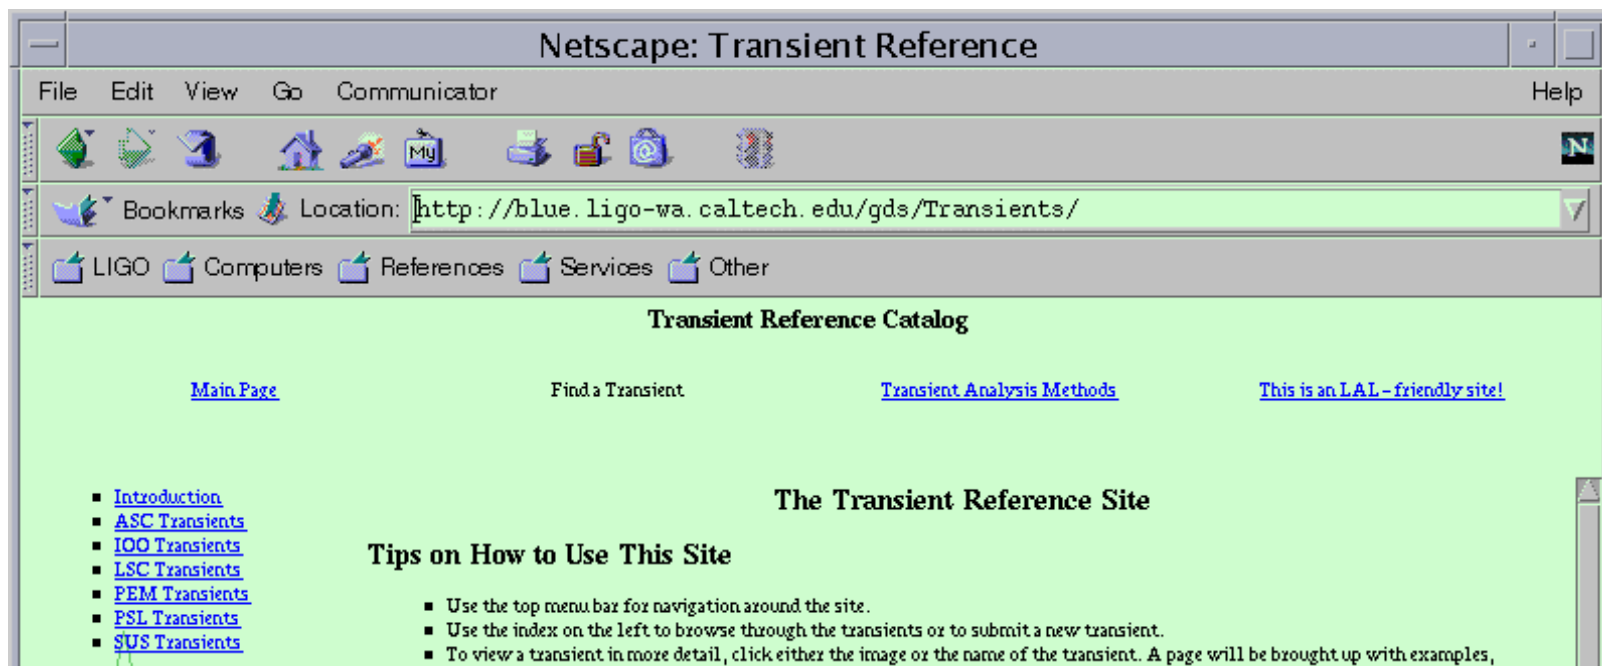 Netscape: Transient Reference
File Edit View Go Communicator Help
My N
Bookmarks Location: http://blue.ligo-wa.caltech.edu/gds/Transients/
LIGO Computers References Services Other
Transient Reference Catalog
Main Page Find a Transient Transient Analysis Methods This is an LAL-friendly site!
Introduction
ASC Transients
IOO Transients
LSC Transients
PEM Transients
PSL Transients
SUS Transients
The Transient Reference Site
Tips on How to Use This Site
Use the top menu bar for navigation around the site.
Use the index on the left to browse through the transients or to submit a new transient.
To view a transient in more detail, click either the image or the name of the transient. A page will be brought up with examples,